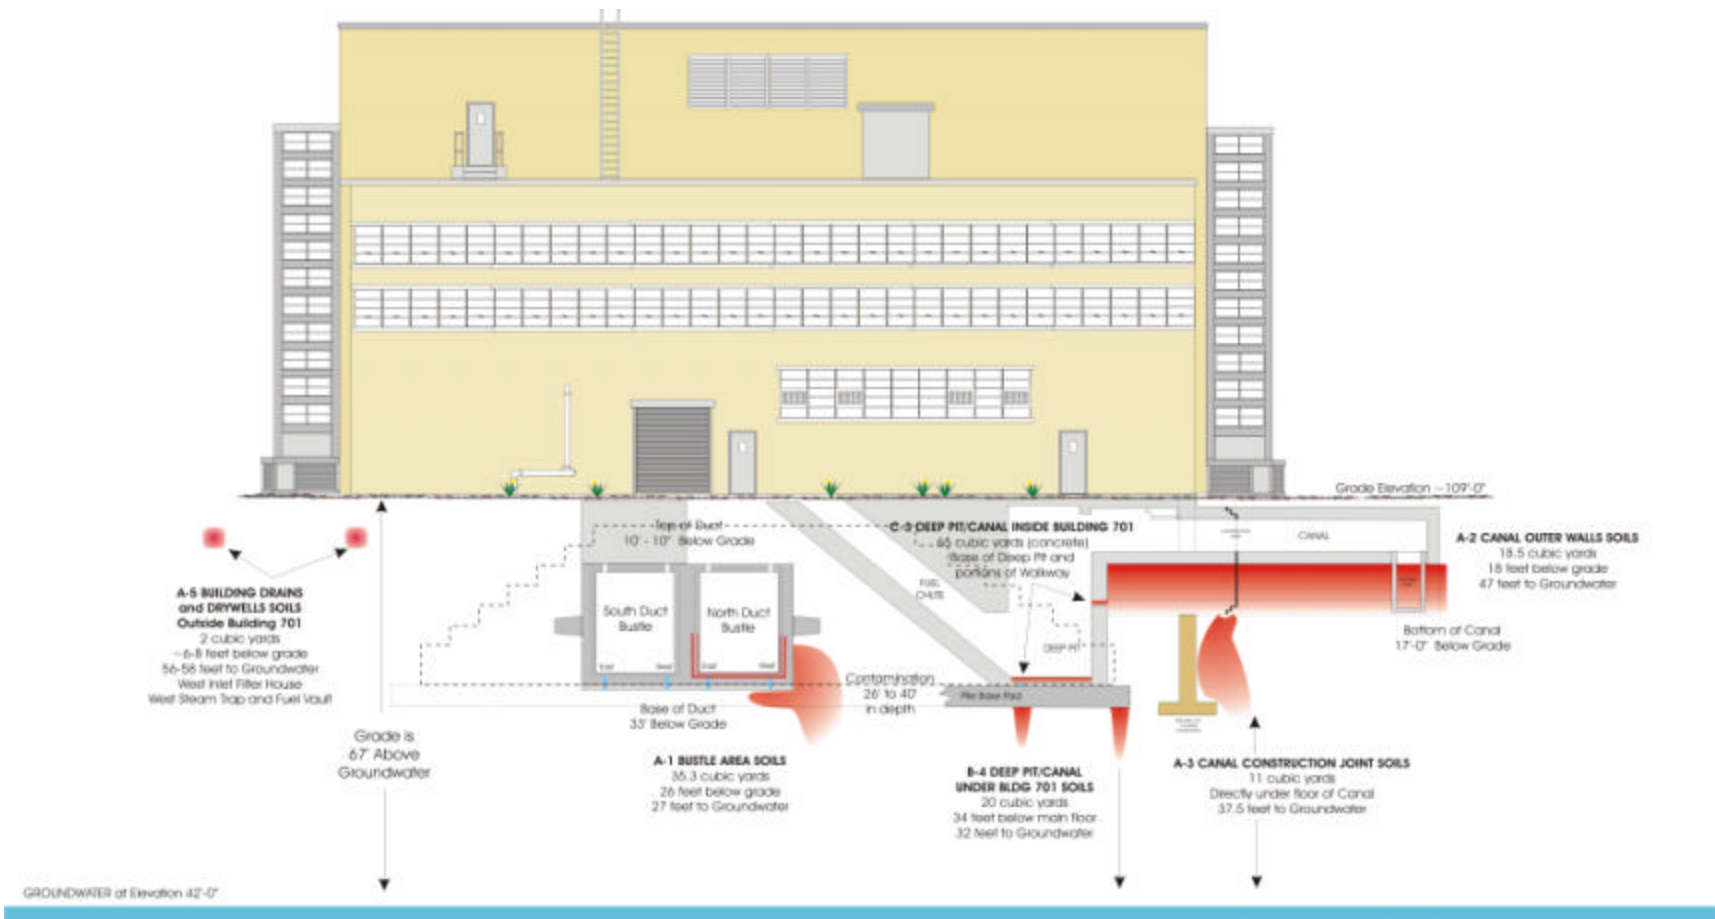 Grade Elevation ~109'-0"
Top of Duct
10' - 10" Below Grade
C-3 DEEP PIT/CANAL INSIDE BUILDING 701
65 cubic yards (concrete)
Base of Deep Pit and
portions of Walkway
CANAL
A-2 CANAL OUTER WALLS SOILS
18.5 cubic yards
18 feet below grade
47 feet to Groundwater
A-5 BUILDING DRAINS
and DRYWELLS SOILS
Outside Building 701
2 cubic yards
~6-8 feet below grade
56-58 feet to Groundwater
West Inlet Filter House
West Steam Trap and Fuel Vault
South Duct
Bustle
North Duct
Bustle
East
West
East
West
FUEL
CHUTE
DEEP PIT
Bottom of Canal
17'-0" Below Grade
Contamination
26' to 40'
in depth
Pile Base Pad
Base of Duct
33' Below Grade
Grade is
67' Above
Groundwater
A-1 BUSTLE AREA SOILS
35.3 cubic yards
26 feet below grade
27 feet to Groundwater
B-4 DEEP PIT/CANAL
UNDER BLDG 701 SOILS
20 cubic yards
34 feet below main floor
32 feet to Groundwater
A-3 CANAL CONSTRUCTION JOINT SOILS
11 cubic yards
Directly under floor of Canal
37.5 feet to Groundwater
GROUNDWATER at Elevation 42'-0"